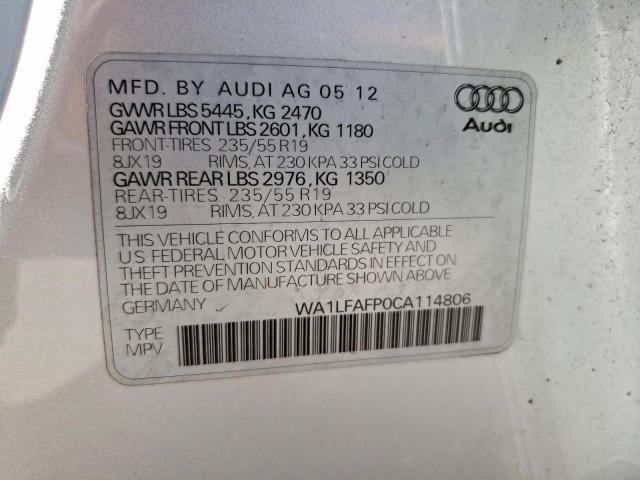 MFD. BY AUDI AG 05 12
GVWR LBS 5445, KG 2470
GAWR FRONT LBS 2601, KG 1180
FRONT-TIRES 235/55 R19
8JX19 RIMS, AT 230 KPA 33 PSI COLD
GAWR REAR LBS 2976, KG 1350
REAR-TIRES 235/55 R19
8JX19 RIMS, AT 230 KPA 33 PSI COLD
Audi
THIS VEHICLE CONFORMS TO ALL APPLICABLE
U.S FEDERAL MOTOR VEHICLE SAFETY AND
THEFT PREVENTION STANDARDS IN EFFECT ON
THE DATE OF MANUFACTURE SHOWN ABOVE
GERMANY WA1LFAFP0CA114806
TYPE
MPV